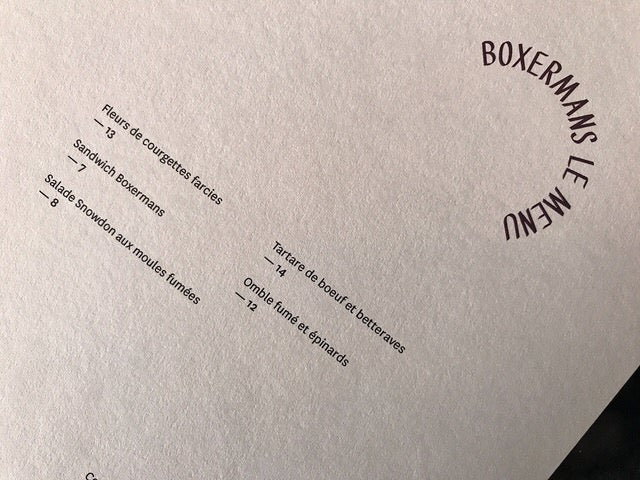 BOXERMANS LE MENU
Fleurs de courgettes farcies
— 13
Sandwich Boxermans
— 7
Salade Snowdon aux moules fumées
— 8
Tartare de boeuf et betteraves
— 14
Omble fumé et épinards
— 12